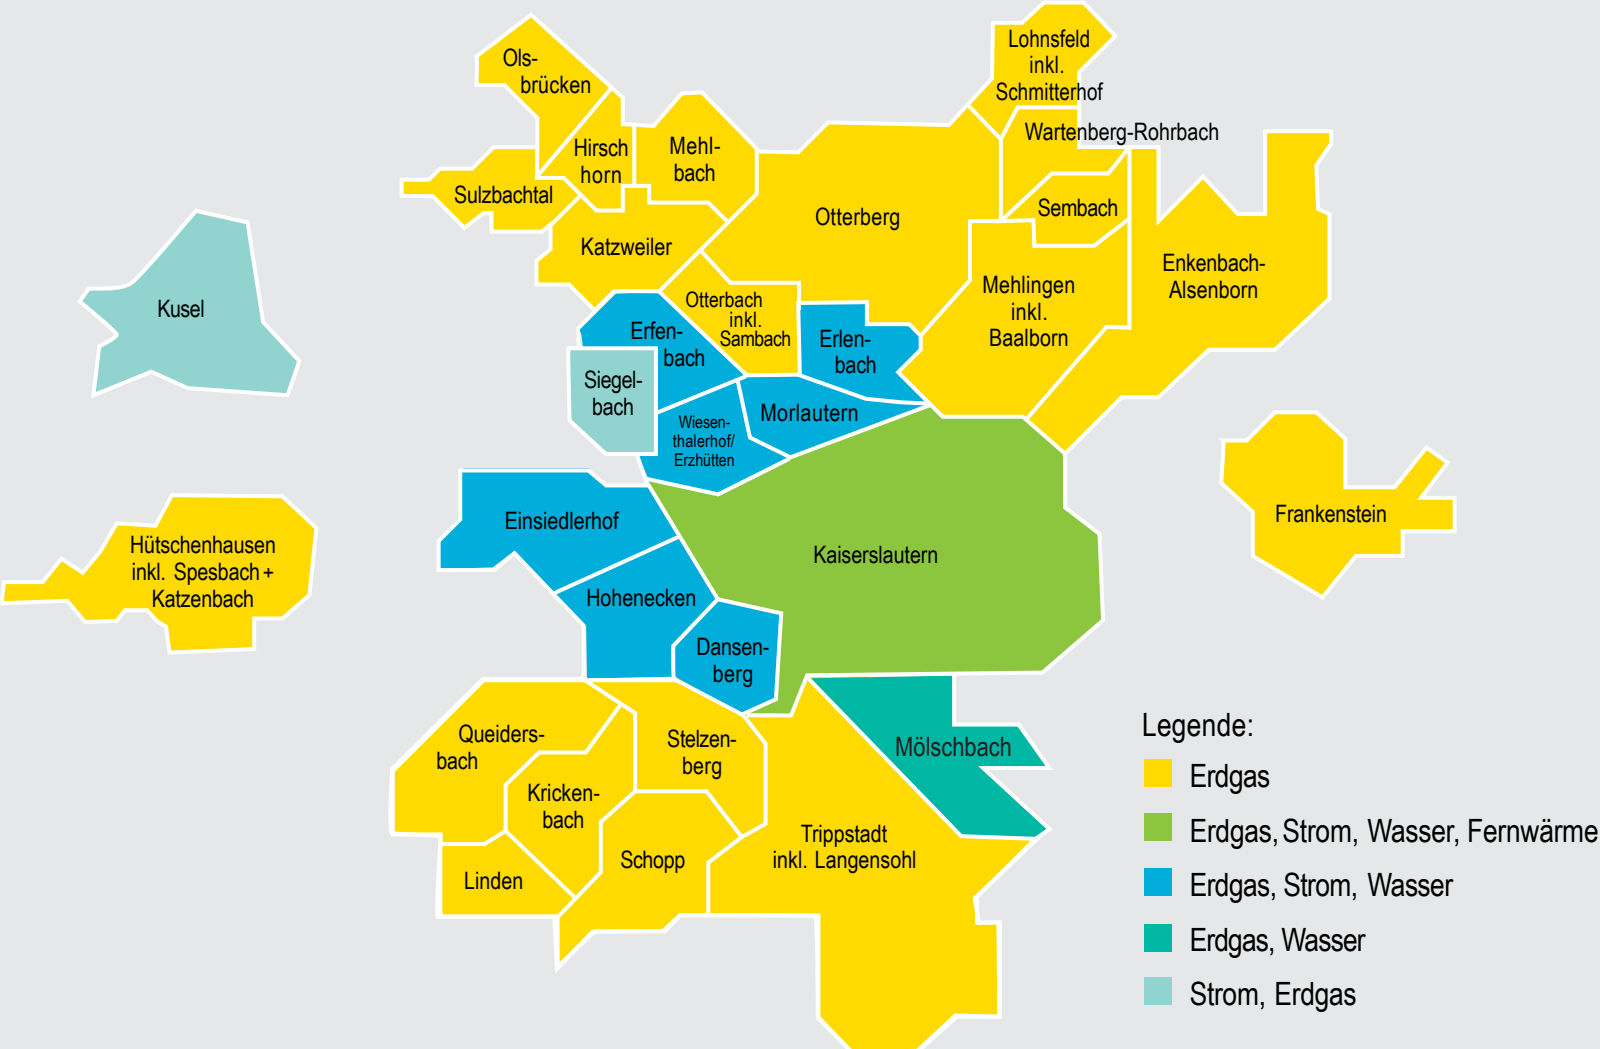 Ols-
brücken
Hirsch
horn
Mehl-
bach
Sulzbachtal
Katzweiler
Otterberg
Lohnsfeld
inkl.
Schmitterhof
Wartenberg-Rohrbach
Sembach
Enkenbach-
Alsenborn
Mehlingen
inkl.
Baalborn
Otterbach
inkl.
Sambach
Kusel
Erfen-
bach
Erlen-
bach
Siegel-
bach
Morlautern
Wiesen-
thalerhof/
Erzhütten
Einsiedlerhof
Kaiserslautern
Frankenstein
Hütschenhausen
inkl. Spesbach +
Katzenbach
Hohenecken
Dansen-
berg
Queiders-
bach
Stelzen-
berg
Mölschbach
Kricken-
bach
Schopp
Linden
Trippstadt
inkl. Langensohl
Legende:
Erdgas
Erdgas, Strom, Wasser, Fernwärme
Erdgas, Strom, Wasser
Erdgas, Wasser
Strom, Erdgas